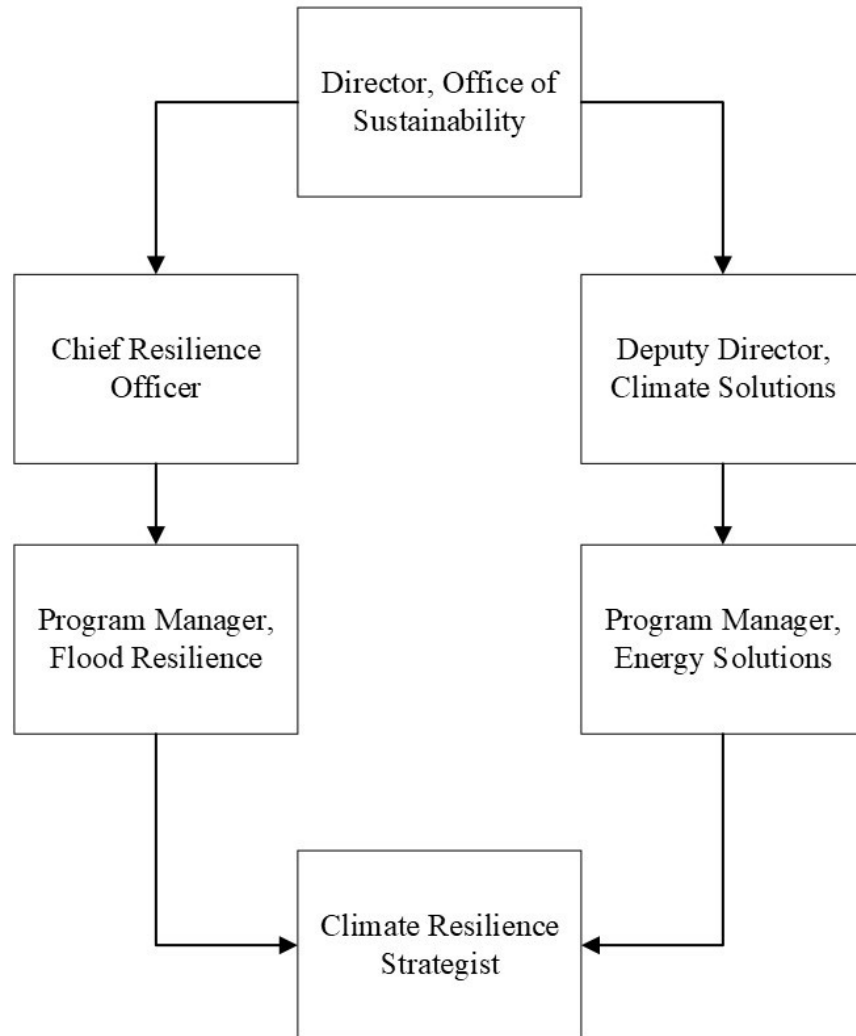 Director, Office of
Sustainability
Chief Resilience
Officer
Deputy Director,
Climate Solutions
Program Manager,
Flood Resilience
Program Manager,
Energy Solutions
Climate Resilience
Strategist